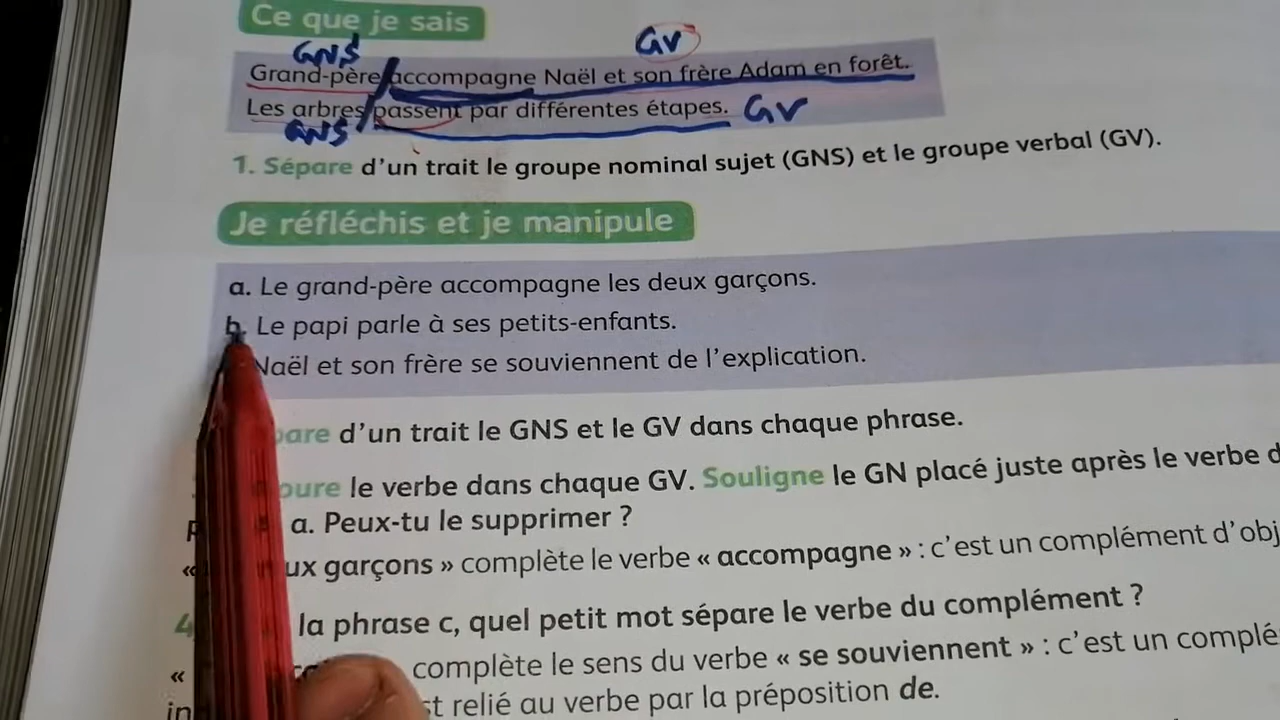 Ce que je sais
GNS GV
Grand-père/accompagne Naël et son frère Adam en forêt.
Les arbres/passent par différentes étapes. GV
GNS
1. Sépare d'un trait le groupe nominal sujet (GNS) et le groupe verbal (GV).
Je réfléchis et je manipule
a. Le grand-père accompagne les deux garçons.
b. Le papi parle à ses petits-enfants.
Naël et son frère se souviennent de l'explication.
d'un trait le GNS et le GV dans chaque phrase.
le verbe dans chaque GV. Souligne le GN placé juste après le verbe d
a. Peux-tu le supprimer ?
garçons » complète le verbe « accompagne » : c'est un complément d'obj
4 la phrase c, quel petit mot sépare le verbe du complément ?
« complète le sens du verbe « se souviennent » : c'est un complé
in st relié au verbe par la préposition de.